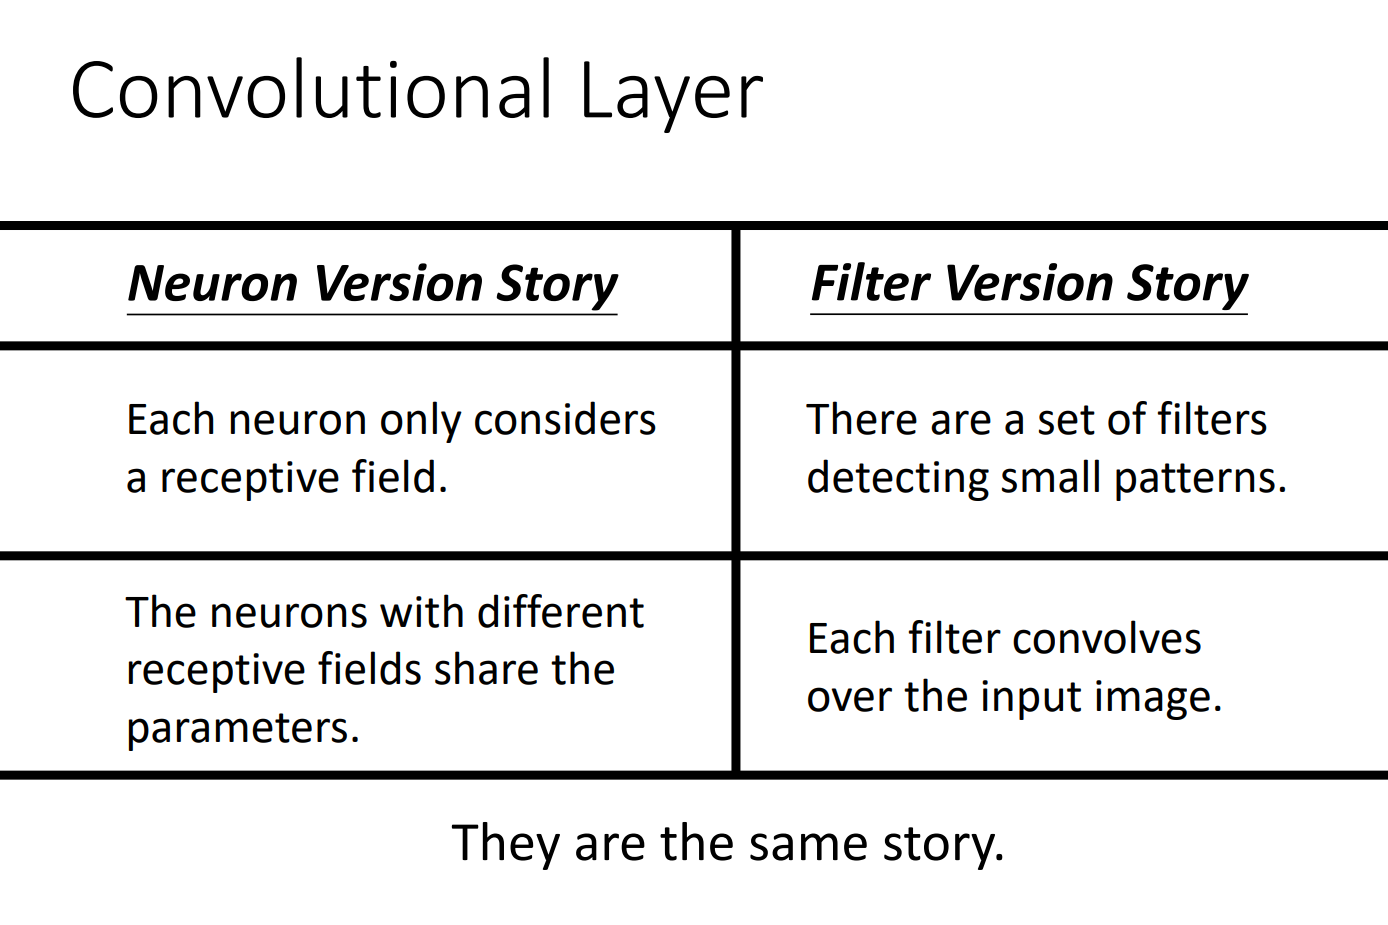 Convolutional Layer
Neuron Version Story
Filter Version Story
Each neuron only considers
a receptive field.
There are a set of filters
detecting small patterns.
The neurons with different
receptive fields share the
parameters.
Each filter convolves
over the input image.
They are the same story.